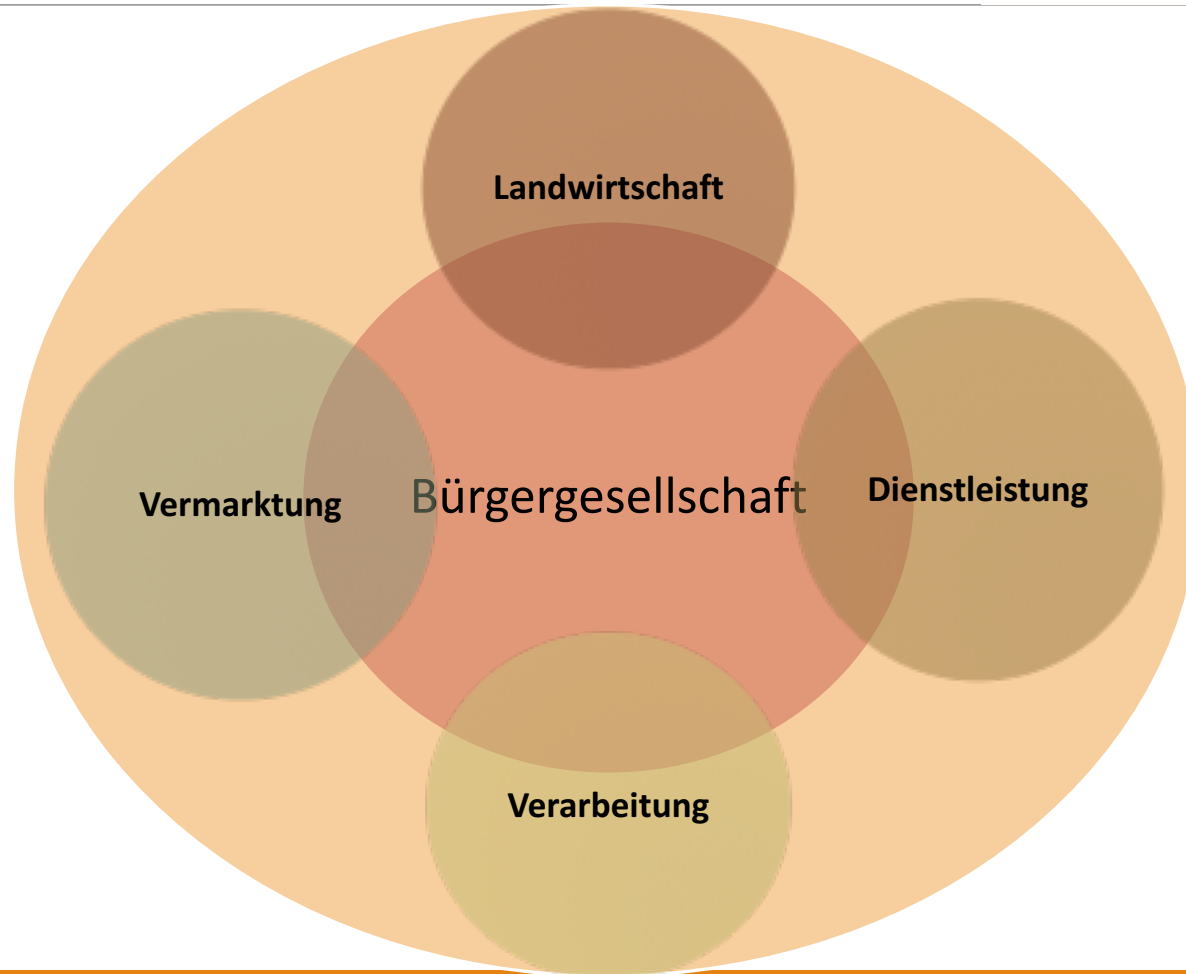 Landwirtschaft
Vermarktung
Bürgergesellschaft
Dienstleistung
Verarbeitung